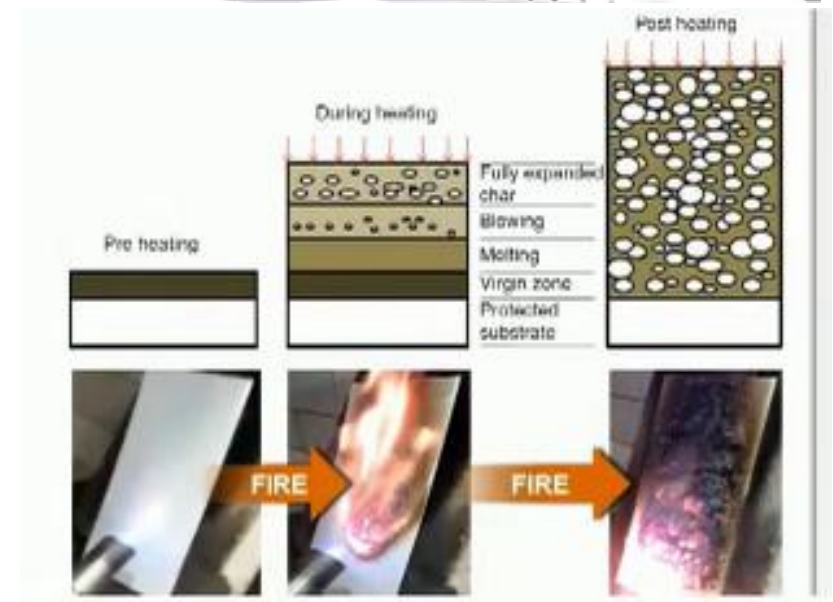 Post heating
During heating
Fully expanded
char
Blowing
Pre heating
Melting
Virgin zone
Protected
substrate
FIRE
FIRE